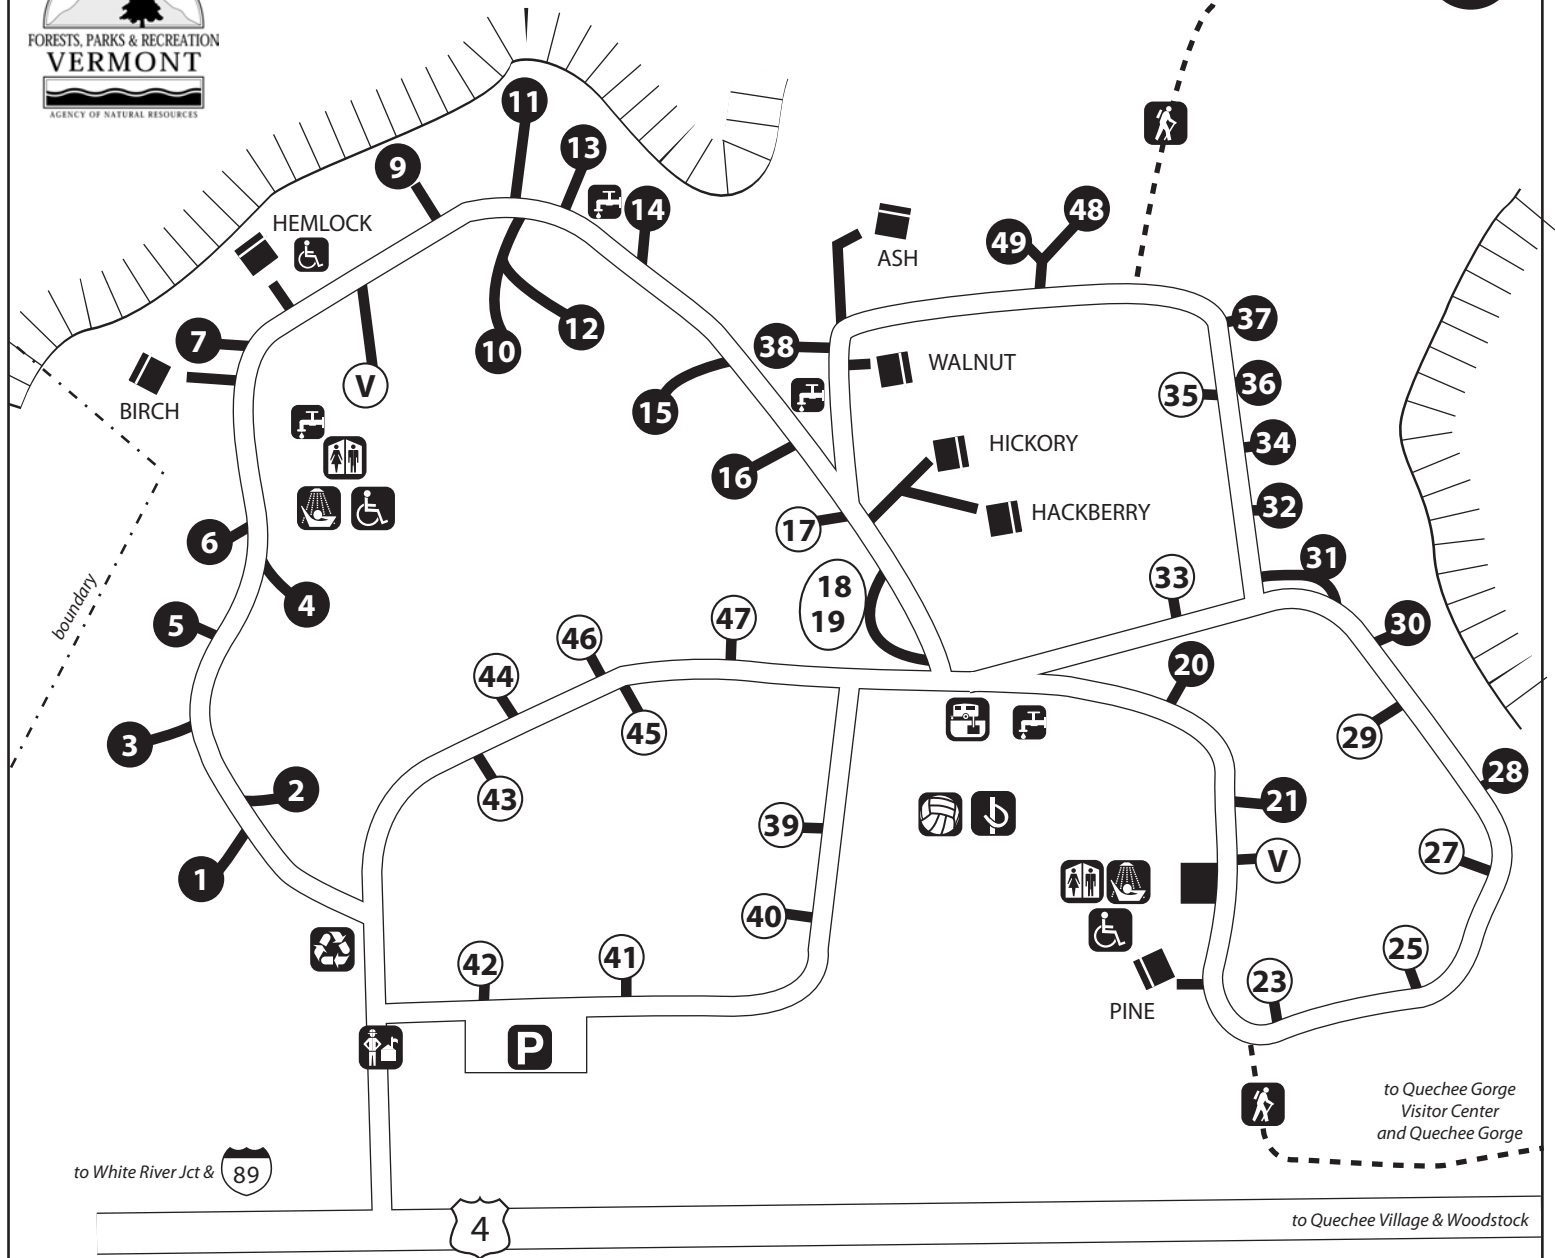 FORESTS, PARKS & RECREATION
VERMONT
AGENCY OF NATURAL RESOURCES
11
13
9
14
48
49
HEMLOCK
ASH
7
12
10
38
37
WALNUT
BIRCH
V
15
35
36
HICKORY
34
16
HACKBERRY
32
17
6
31
33
18
19
4
5
47
30
46
20
44
45
29
3
28
2
43
21
39
27
V
1
40
25
42
41
23
PINE
P
boundary
to Quechee Gorge
Visitor Center
and Quechee Gorge
to White River Jct &
89
4
to Quechee Village & Woodstock